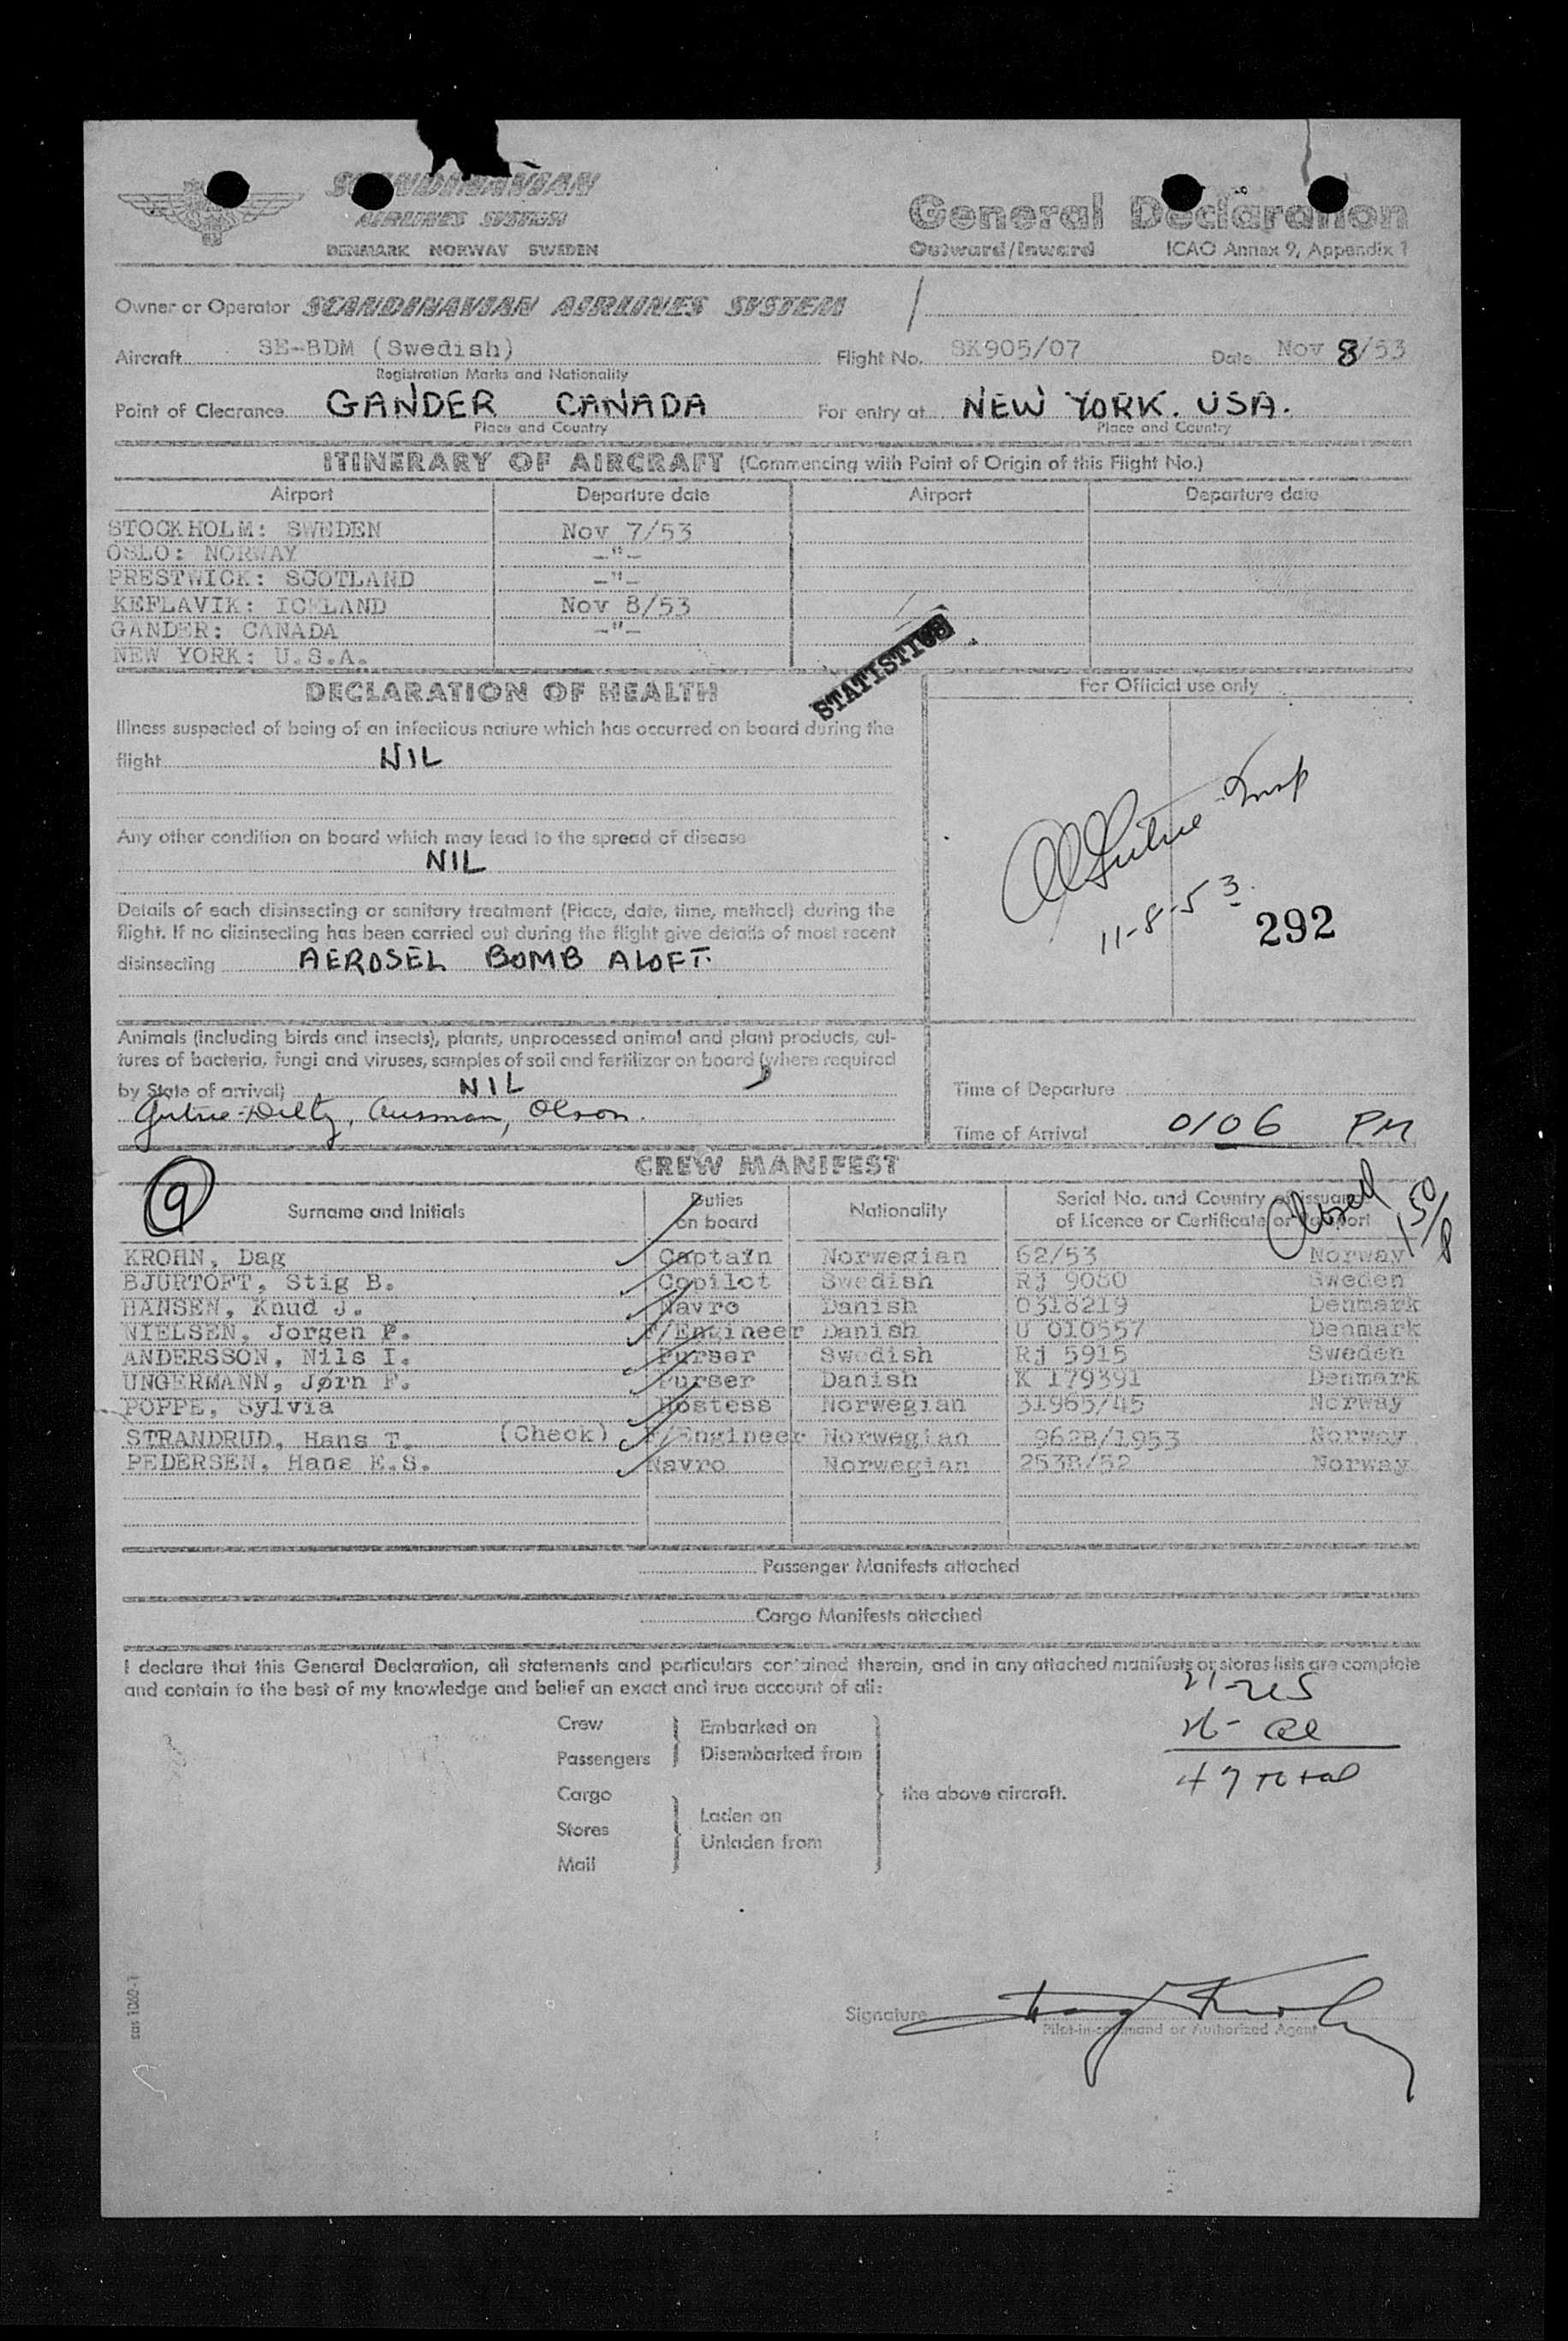 SCANDINAVIAN
AIRLINES SYSTEM
DENMARK NORWAY SWEDEN
General Declaration
Outward/Inward ICAO Annex 9, Appendix 1
Owner or Operator SCANDINAVIAN AIRLINES SYSTEM
Aircraft SE-BDM (Swedish) Flight No. SK905/07 Date Nov 8/53
Registration Marks and Nationality
Point of Clearance GANDER CANADA For entry at NEW YORK. USA.
Place and Country Place and Country
ITINERARY OF AIRCRAFT (Commencing with Point of Origin of this Flight No.)
Airport Departure date Airport Departure date
STOCKHOLM: SWEDEN Nov 7/53
OSLO: NORWAY -"-
PRESTWICK: SCOTLAND -"-
KEFLAVIK: ICELAND Nov 8/53
GANDER: CANADA -"-
NEW YORK: U.S.A.
STATISTICS
DECLARATION OF HEALTH
For Official use only
Illness suspected of being of an infectious nature which has occurred on board during the
flight NIL
Any other condition on board which may lead to the spread of disease
NIL
Details of each disinsecting or sanitary treatment (Place, date, time, method) during the
flight. If no disinsecting has been carried out during the flight give details of most recent
disinsecting AEROSEL BOMB ALOFT.
Insp
11-8-53
292
Animals (including birds and insects), plants, unprocessed animal and plant products, cul-
tures of bacteria, fungi and viruses, samples of soil and fertilizer on board (where required
by State of arrival) NIL
Gutrie-Diltz, Ausman, Olson.
Time of Departure
Time of Arrival 0106 PM
CREW MANIFEST
9
Surname and Initials Duties on board Nationality Serial No. and Country of issuance of Licence or Certificate or Passport
Closed 150/8
KROHN, Dag Captain Norwegian 62/53 Norway
BJURTOFT, Stig B. Copilot Swedish Rj 9080 Sweden
HANSEN, Knud J. Navro Danish 0318219 Denmark
NIELSEN, Jorgen P. F/Engineer Danish U 010557 Denmark
ANDERSSON, Nils I. Purser Swedish Rj 5915 Sweden
UNGERMANN, Jørn F. Purser Danish K 179391 Denmark
POPPE, Sylvia Hostess Norwegian 31965/45 Norway
STRANDRUD, Hans T. (Check) F/Engineer Norwegian 962B/1953 Norway
PEDERSEN, Hans E.S. Navro Norwegian 253B/52 Norway
Passenger Manifests attached
Cargo Manifests attached
I declare that this General Declaration, all statements and particulars contained therein, and in any attached manifests or stores lists are complete
and contain to the best of my knowledge and belief an exact and true account of all:
21-US
47 total
Crew
Passengers
Embarked on
Disembarked from
Cargo
Stores
Mail
Laden on
Unladen from
the above aircraft.
Signature Dag Krohn
Pilot-in-command or Authorized Agent
sas 1080-1